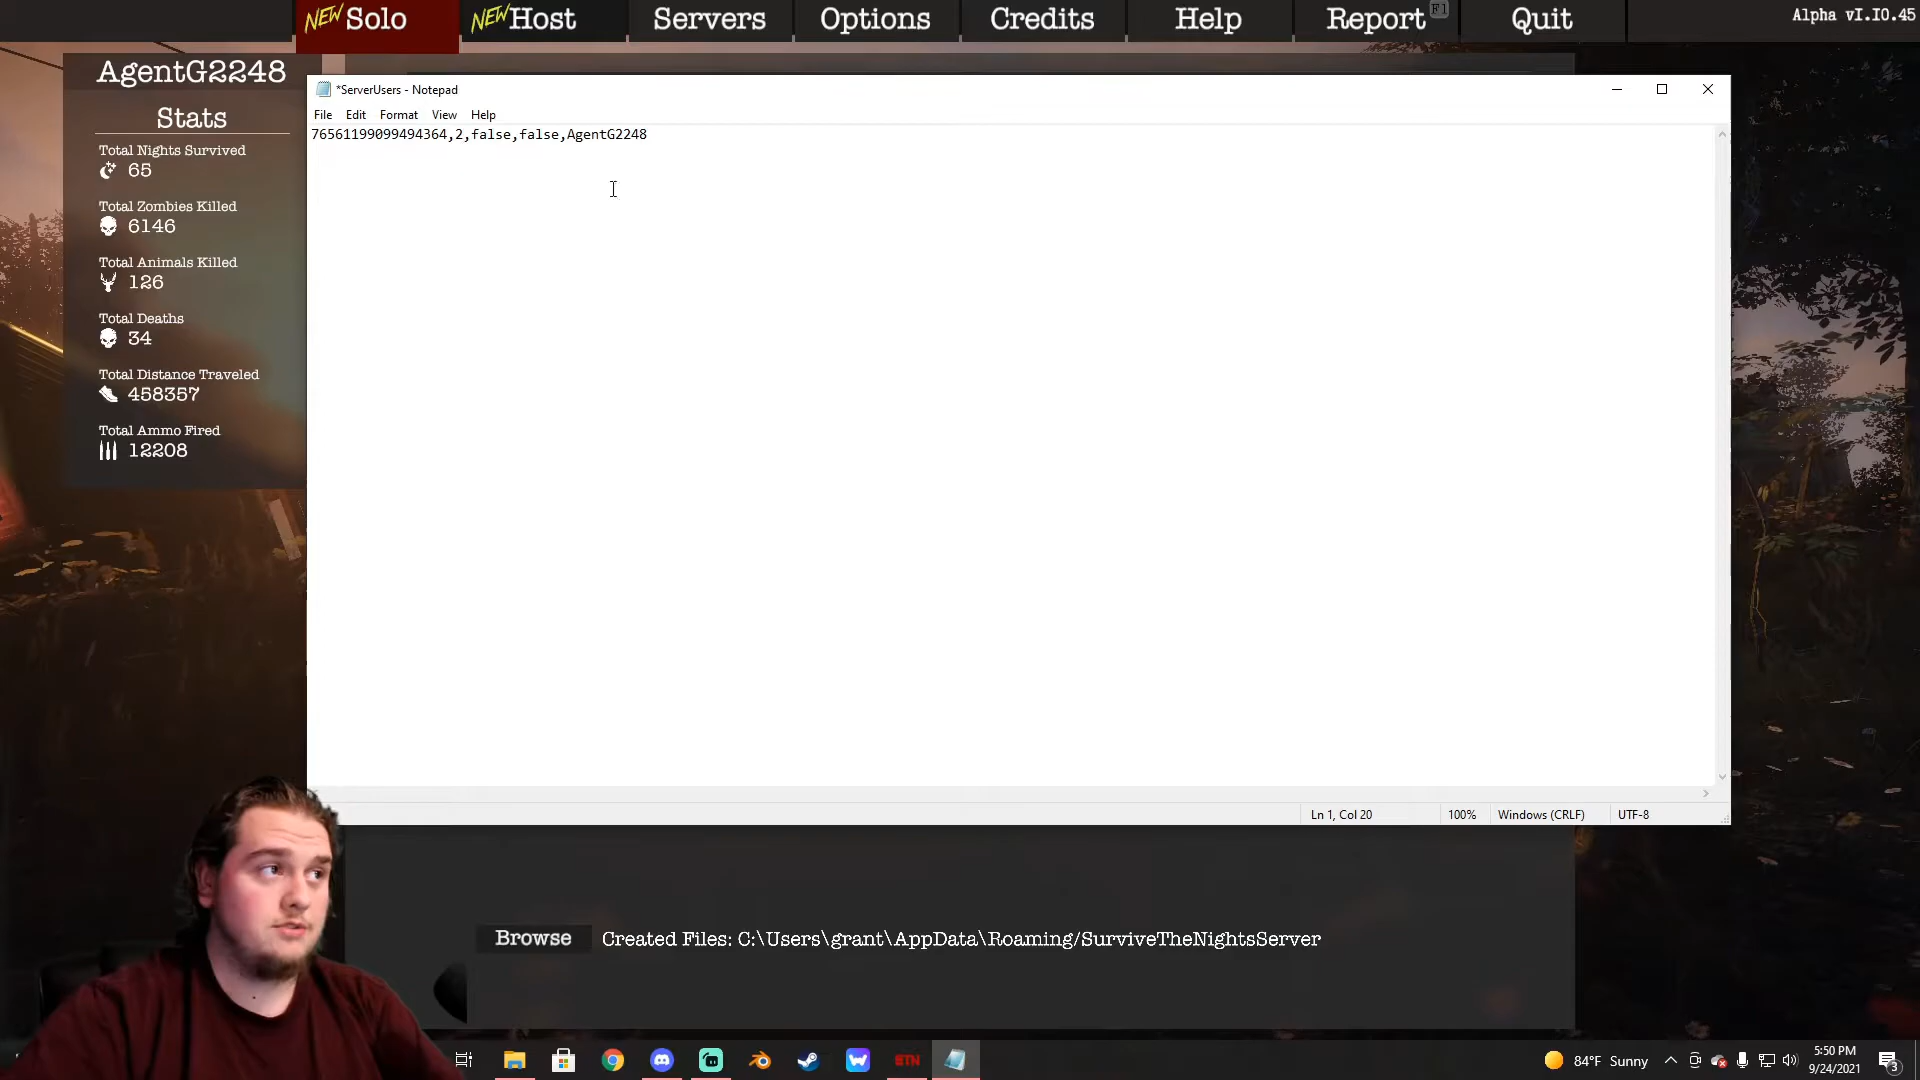 NEW Solo
NEW Host
Servers
Options
Credits
Help
Report F1
Quit
Alpha v1.10.45
AgentG2248
Stats
Total Nights Survived
65
Total Zombies Killed
6146
Total Animals Killed
126
Total Deaths
34
Total Distance Traveled
458357
Total Ammo Fired
12208
*ServerUsers - Notepad
File Edit Format View Help
76561199099494364,2,false,false,AgentG2248
Ln 1, Col 20 100% Windows (CRLF) UTF-8
Browse Created Files: C:\Users\grant\AppData\Roaming/SurviveTheNightsServer
ETN
84°F Sunny
5:50 PM
9/24/2021
3